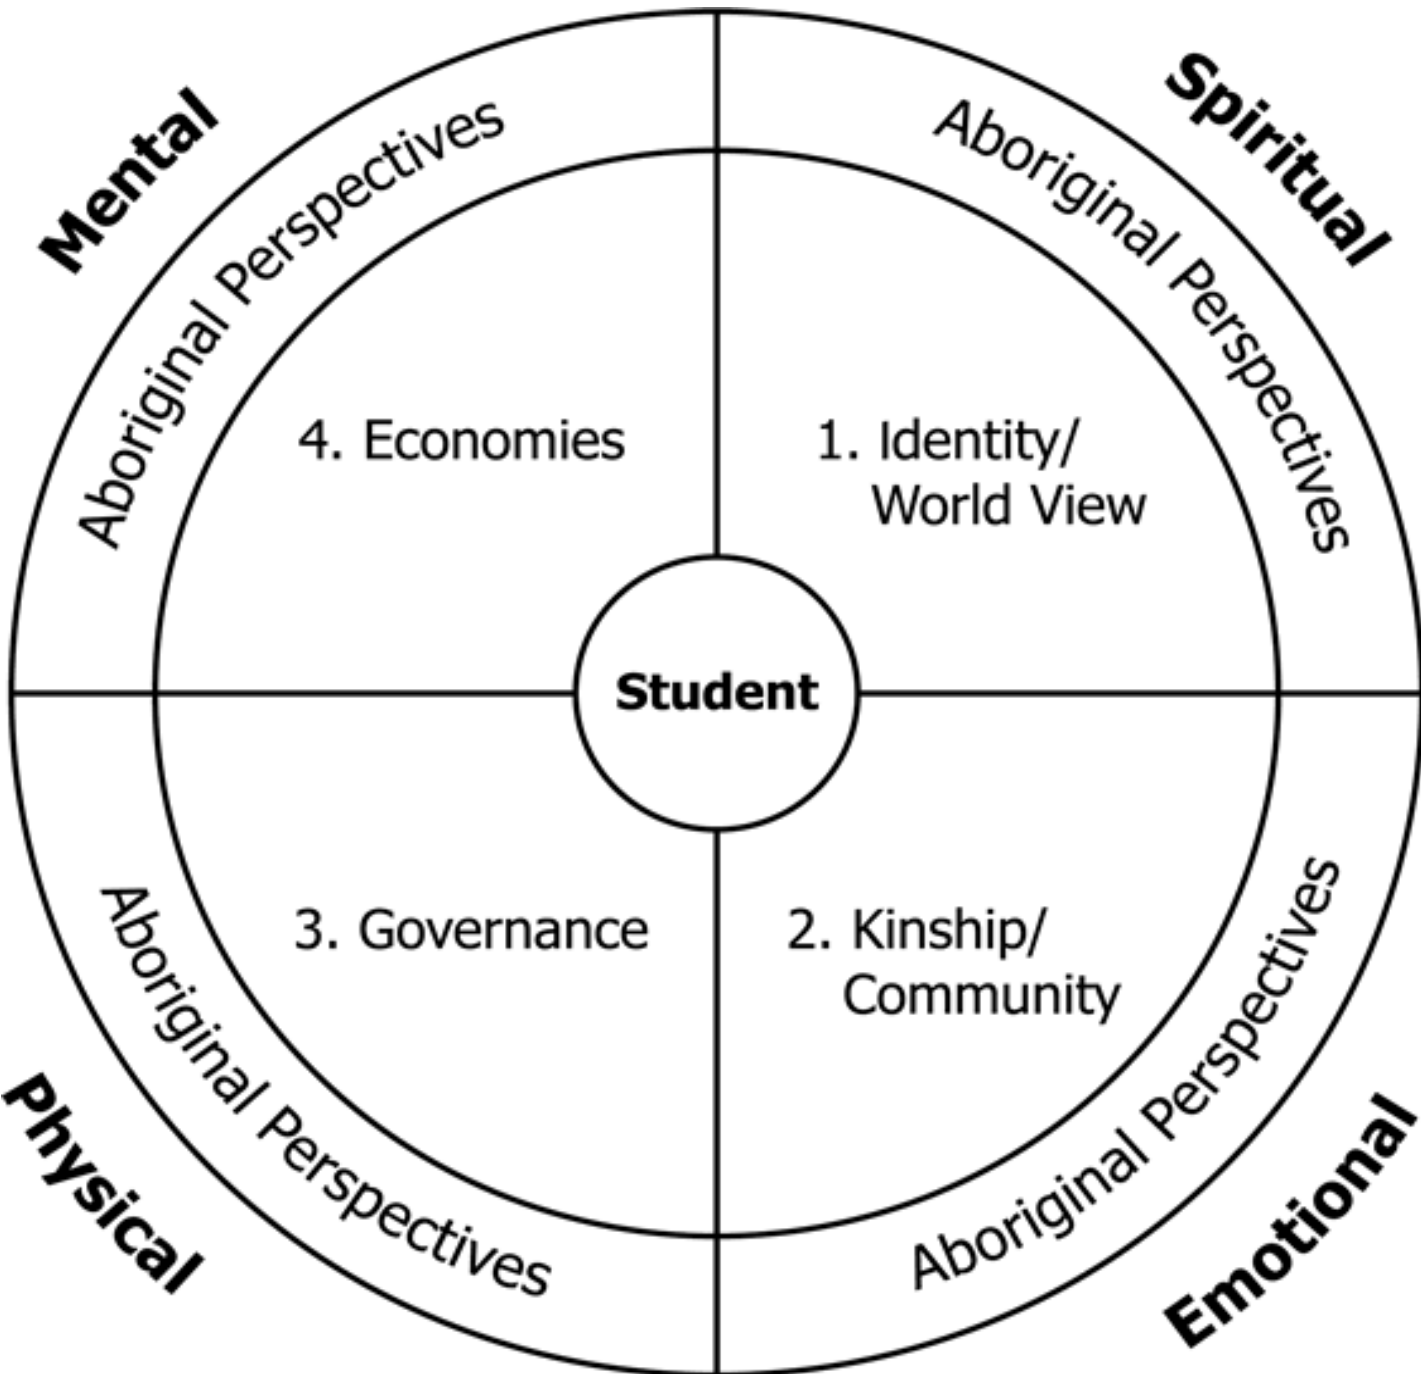 Mental
Spiritual
Aboriginal Perspectives
Aboriginal Perspectives
4. Economies
1. Identity/
World View
Student
3. Governance
2. Kinship/
Community
Aboriginal Perspectives
Aboriginal Perspectives
Physical
Emotional